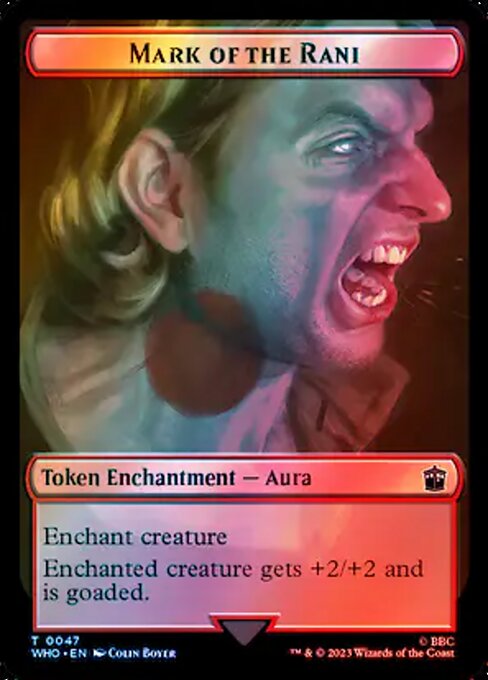 Mark of the Rani
Token Enchantment — Aura
Enchant creature
Enchanted creature gets +2/+2 and
is goaded.
T 0047
WHO • EN Colin Boyer
© BBC
™ & © 2023 Wizards of the Coast